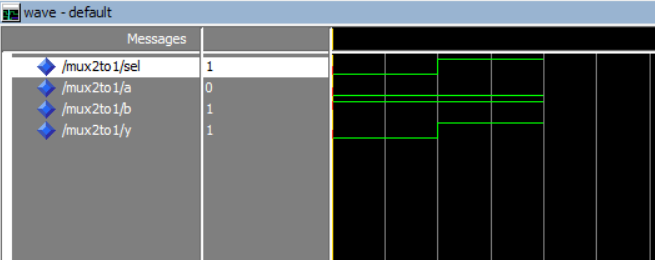 wave - default
Messages
/mux2to1/sel 1
/mux2to1/a 0
/mux2to1/b 1
/mux2to1/y 1